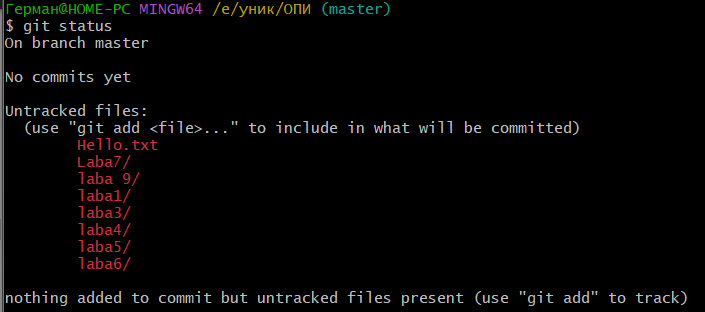 Герман@HOME-PC MINGW64 /e/уник/ОПИ (master)
$ git status
On branch master

No commits yet

Untracked files:
  (use "git add <file>..." to include in what will be committed)
        Hello.txt
        Laba7/
        laba 9/
        laba1/
        laba3/
        laba4/
        laba5/
        laba6/

nothing added to commit but untracked files present (use "git add" to track)